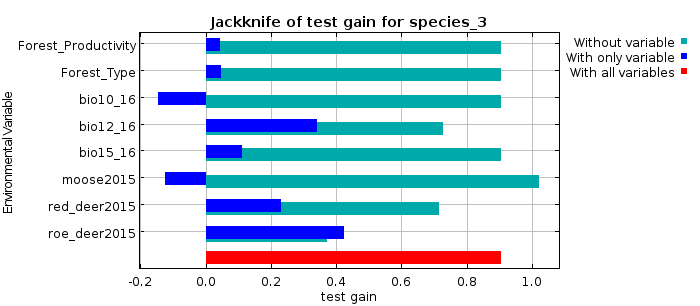 Jackknife of test gain for species_3
Environmental Variable
Forest_Productivity
Forest_Type
bio10_16
bio12_16
bio15_16
moose2015
red_deer2015
roe_deer2015
-0.2 0.0 0.2 0.4 0.6 0.8 1.0
test gain
Without variable
With only variable
With all variables